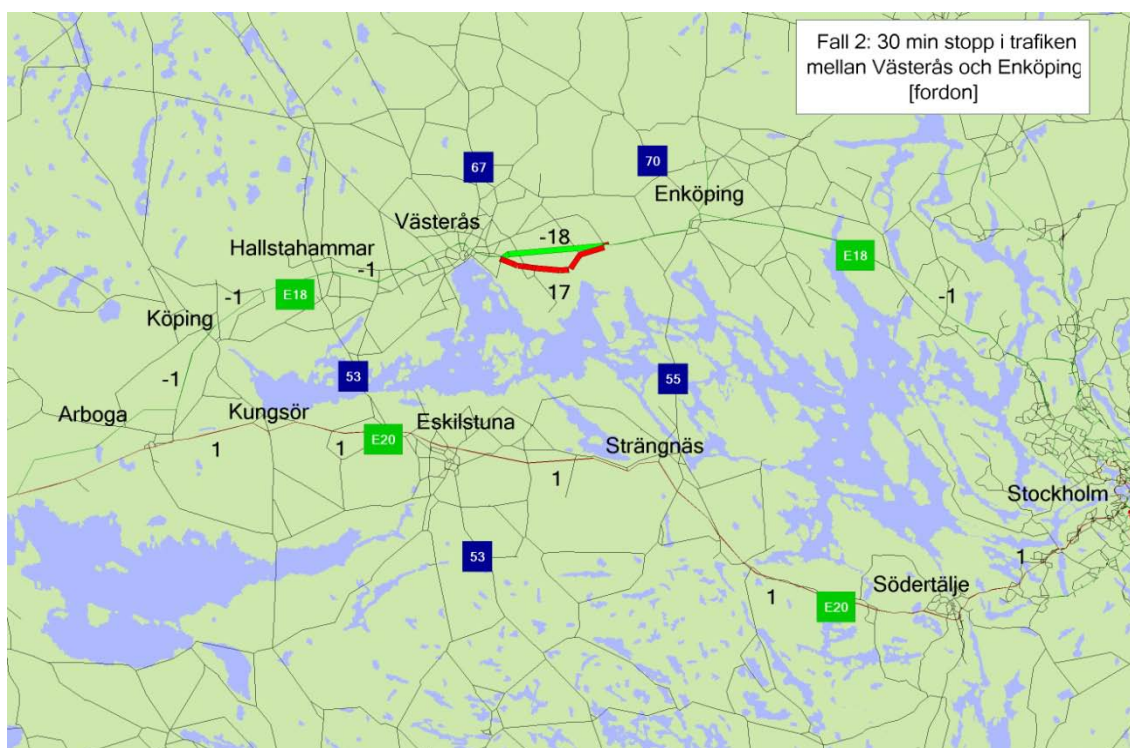 Fall 2: 30 min stopp i trafiken
mellan Västerås och Enköping
[fordon]
67
70
Enköping
Västerås
-18
Hallstahammar
-1
E18
E18
17
-1
-1
Köping
-1
53
55
Arboga
Kungsör
Eskilstuna
E20
1
1
Strängnäs
1
Stockholm
53
1
Södertälje
1
E20